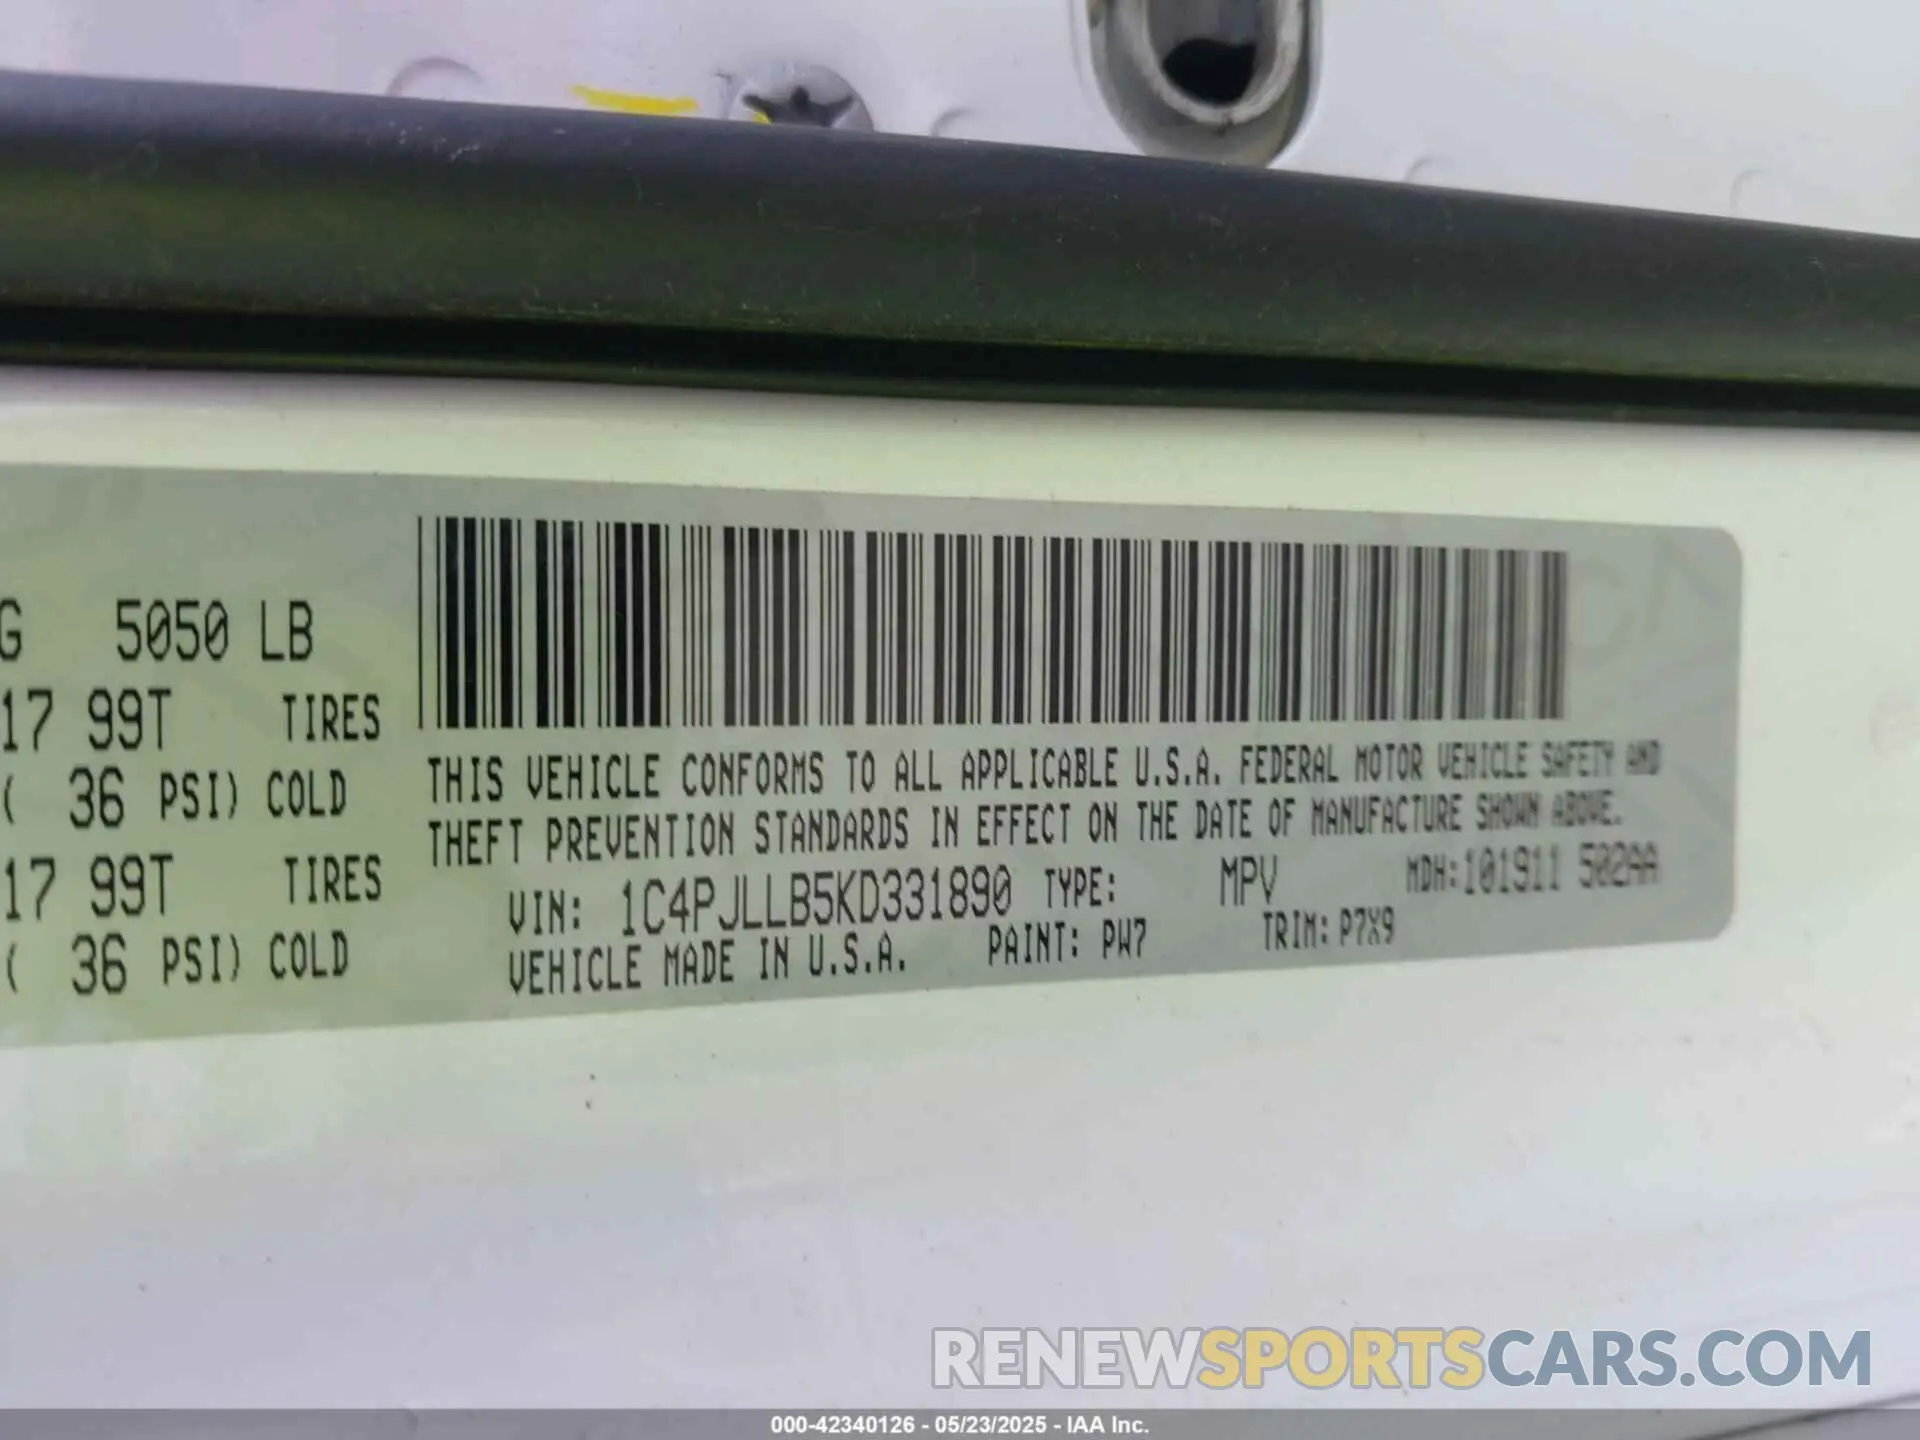 G 5050 LB
17 99T TIRES
( 36 PSI) COLD
17 99T TIRES
( 36 PSI) COLD
THIS VEHICLE CONFORMS TO ALL APPLICABLE U.S.A. FEDERAL MOTOR VEHICLE SAFETY AND
THEFT PREVENTION STANDARDS IN EFFECT ON THE DATE OF MANUFACTURE SHOWN ABOVE.
VIN: 1C4PJLLB5KD331890 TYPE: MPV MDH:101911 502AA
VEHICLE MADE IN U.S.A. PAINT: PW7 TRIM: P7X9
RENEWSPORTSCARS.COM
000-42340126 - 05/23/2025 - IAA Inc.